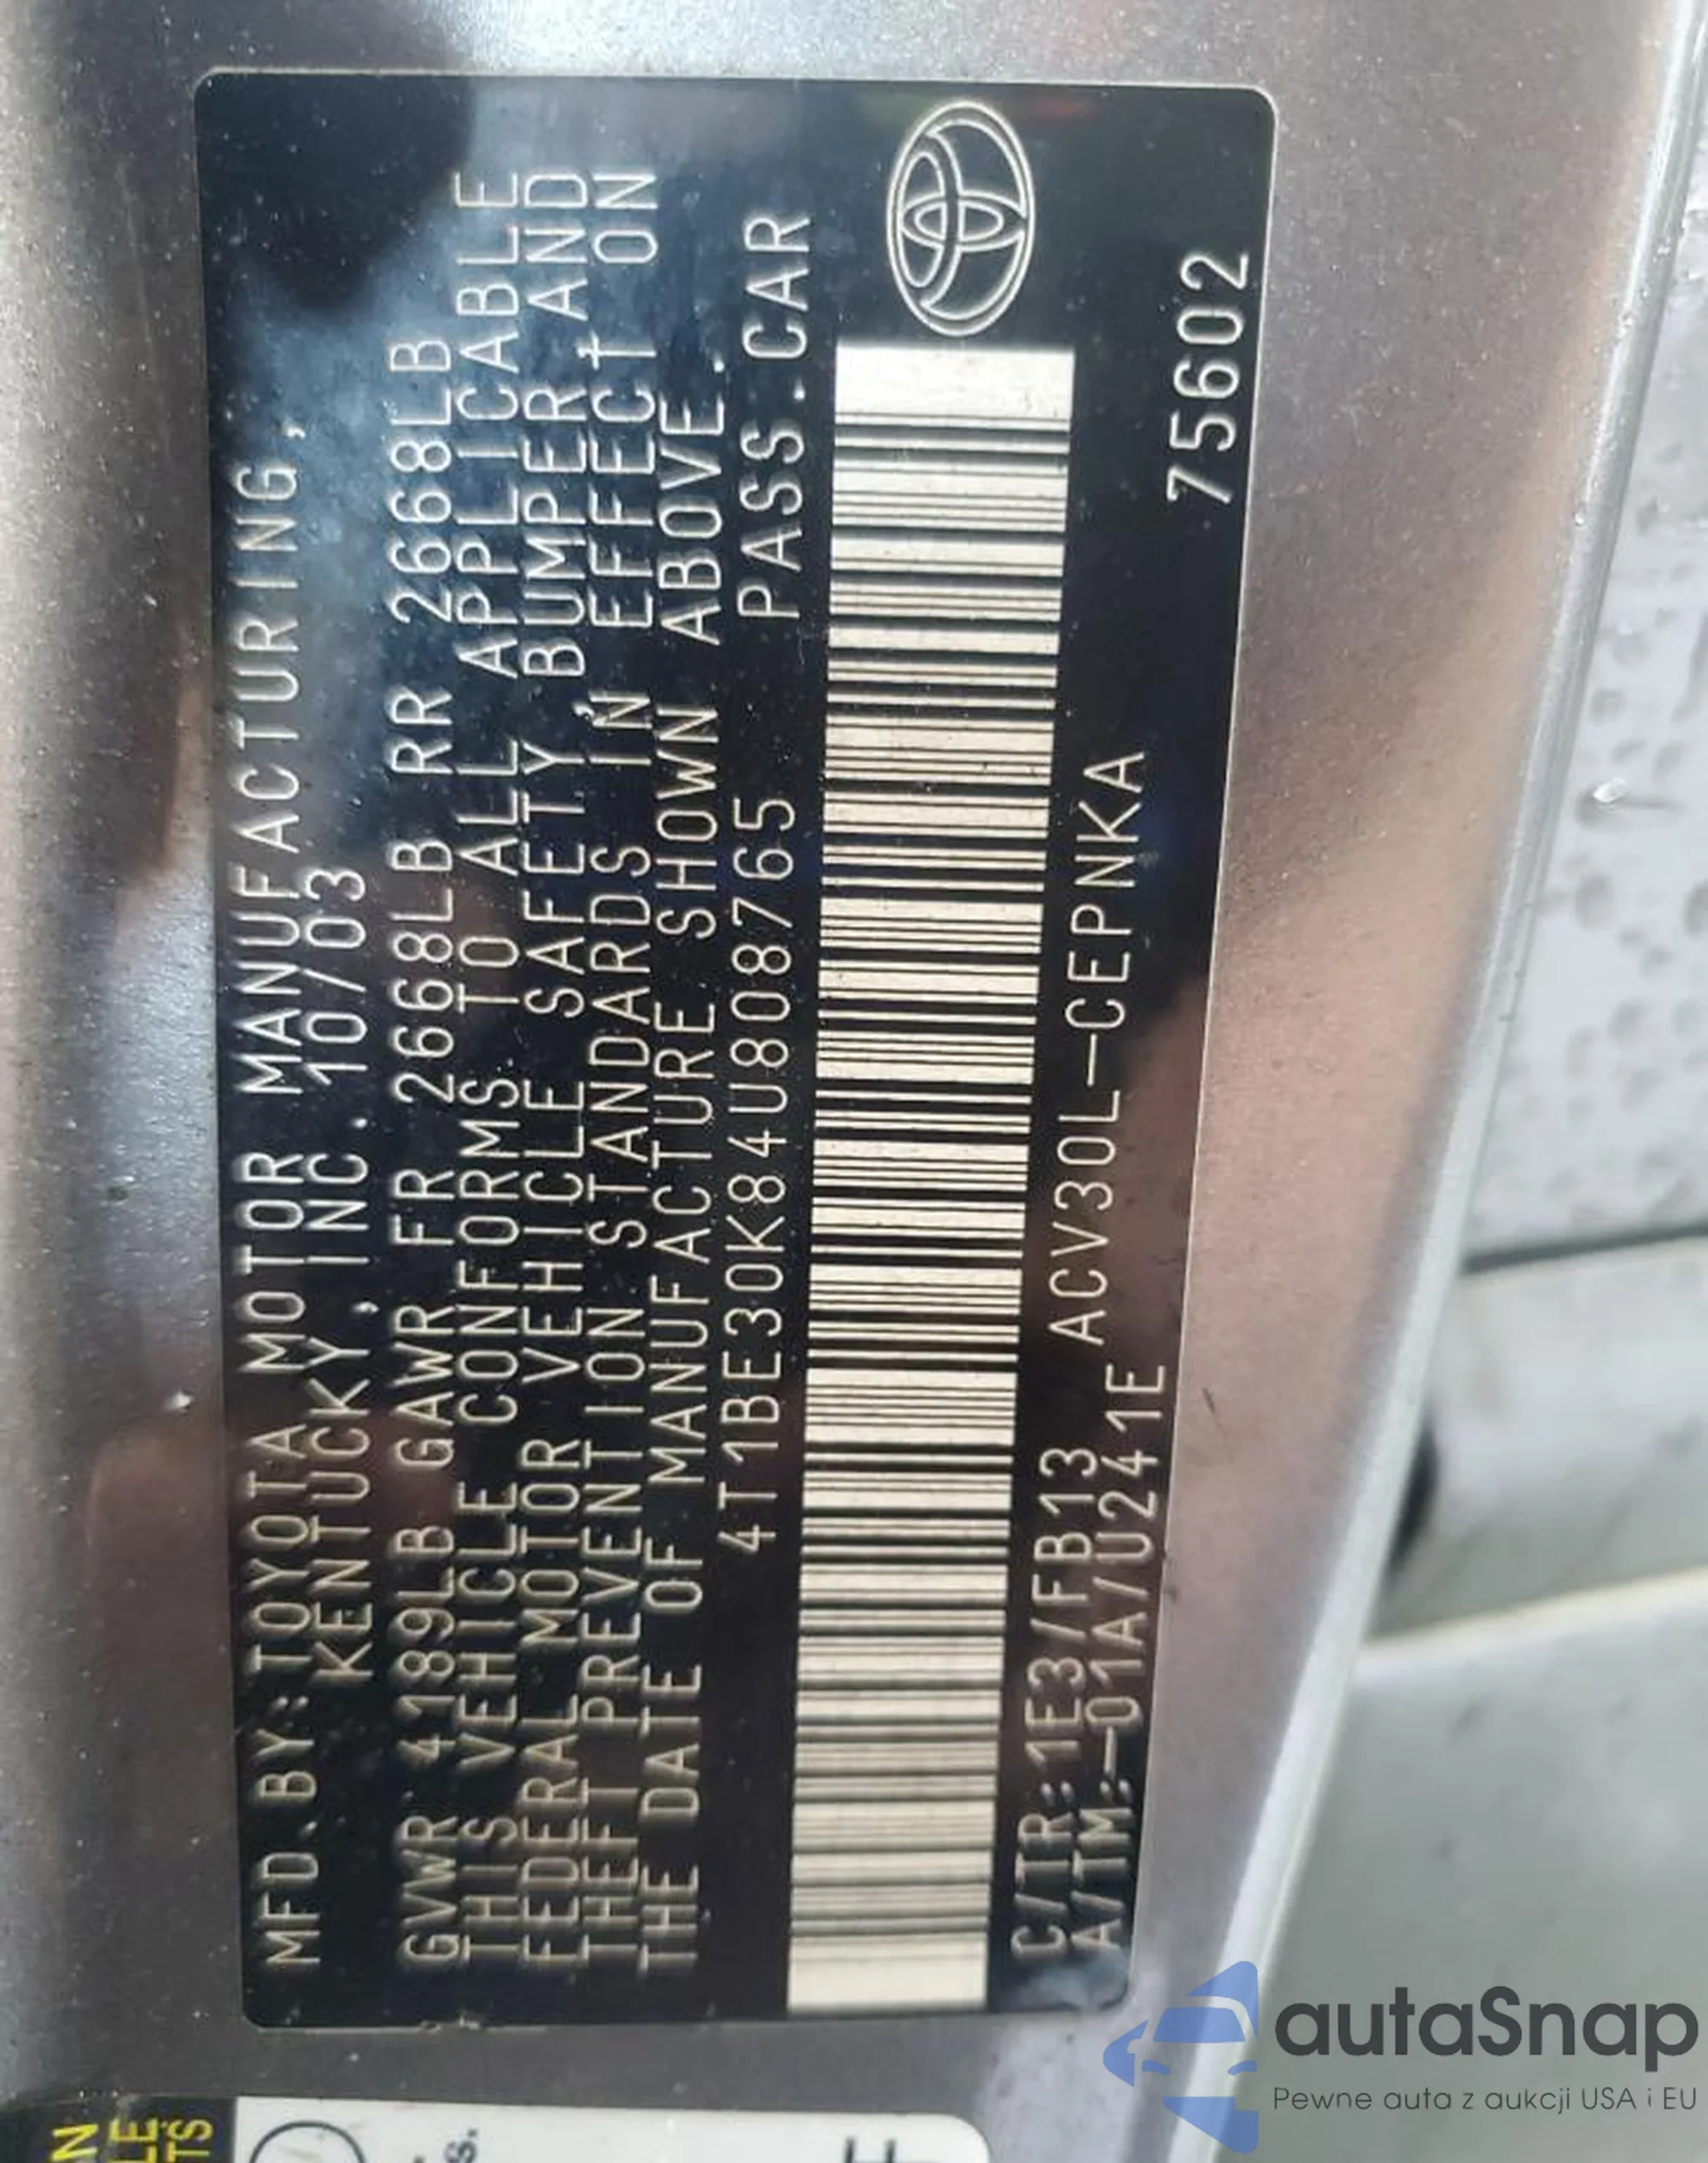 MFD.BY:TOYOTA MOTOR MANUFACTURING,
KENTUCKY, INC. 10/03
GVWR 4189LB GAWR FR 2668LB RR 2668LB
THIS VEHICLE CONFORMS TO ALL APPLICABLE
FEDERAL MOTOR VEHICLE SAFETY BUMPER AND
THEFT PREVENTION STANDARDS IN EFFECT ON
THE DATE OF MANUFACTURE SHOWN ABOVE.
4T1BE30K84U808765 PASS.CAR
C/TR:1E3/FB13 ACV30L-CEPNKA
A/TM:-01A/U241E
75602
autaSnap
Pewne auta z aukcji USA i EU